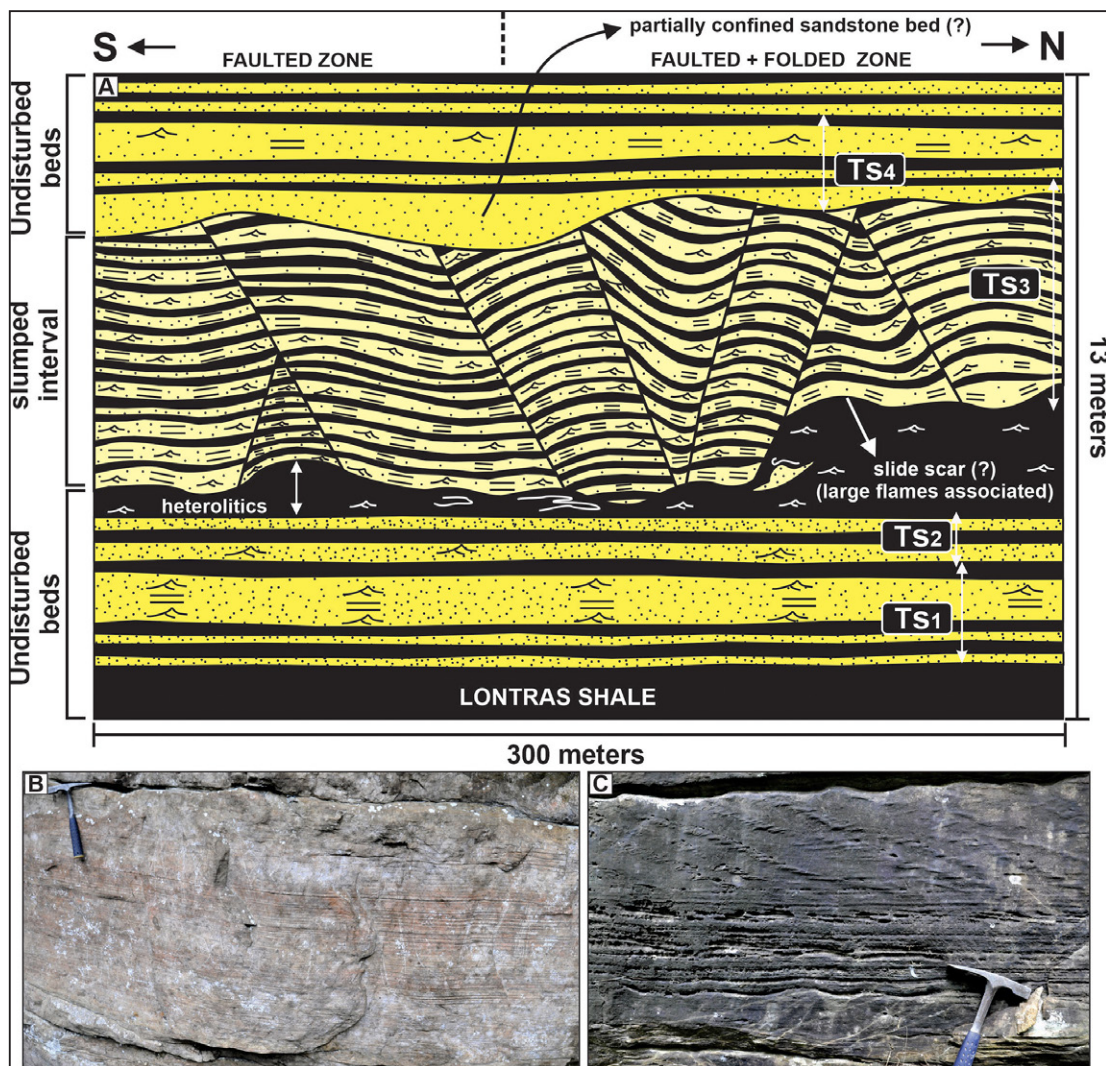 partially confined sandstone bed (?)
S
N
FAULTED ZONE
FAULTED + FOLDED ZONE
A
Undisturbed
beds
slumped
interval
Undisturbed
beds
Ts4
Ts3
13 meters
slide scar (?)
(large flames associated)
heterolitics
Ts2
Ts1
LONTRAS SHALE
300 meters
B
C